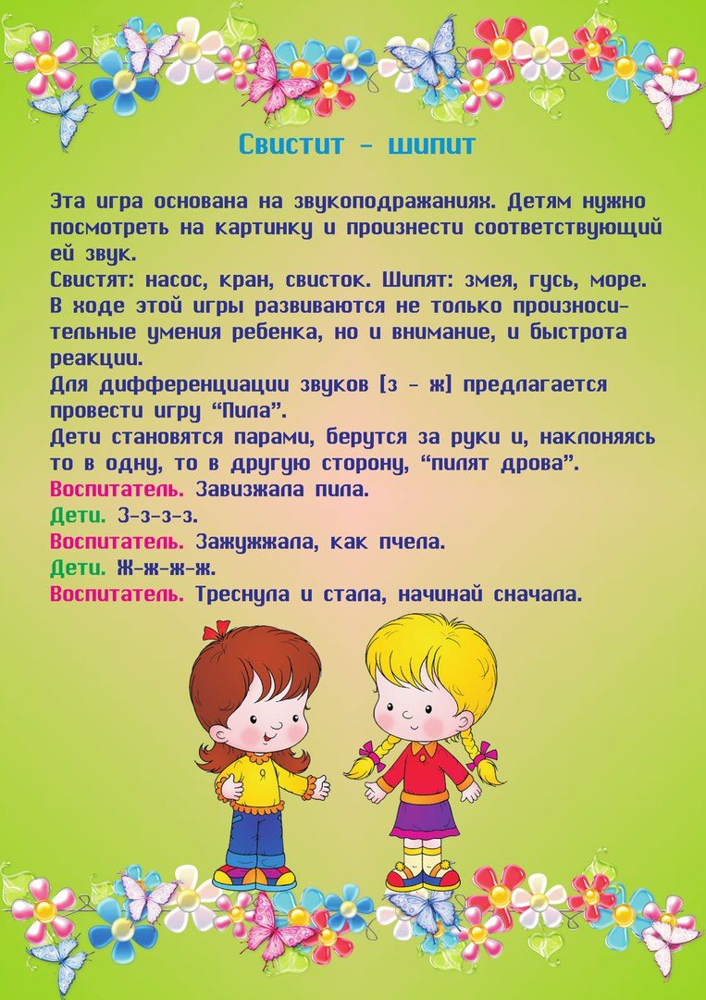 Свистит - шипит
Эта игра основана на звукоподражаниях. Детям нужно
посмотреть на картинку и произнести соответствующий
ей звук.
Свистят: насос, кран, свисток. Шипят: змея, гусь, море.
В ходе этой игры развиваются не только произноси-
тельные умения ребенка, но и внимание, и быстрота
реакции.
Для дифференциации звуков [з - ж] предлагается
провести игру “Пила”.
Дети становятся парами, берутся за руки и, наклоняясь
то в одну, то в другую сторону, “пилят дрова”.
Воспитатель. Завизжала пила.
Дети. З-з-з-з.
Воспитатель. Зажужжала, как пчела.
Дети. Ж-ж-ж-ж.
Воспитатель. Треснула и стала, начинай сначала.